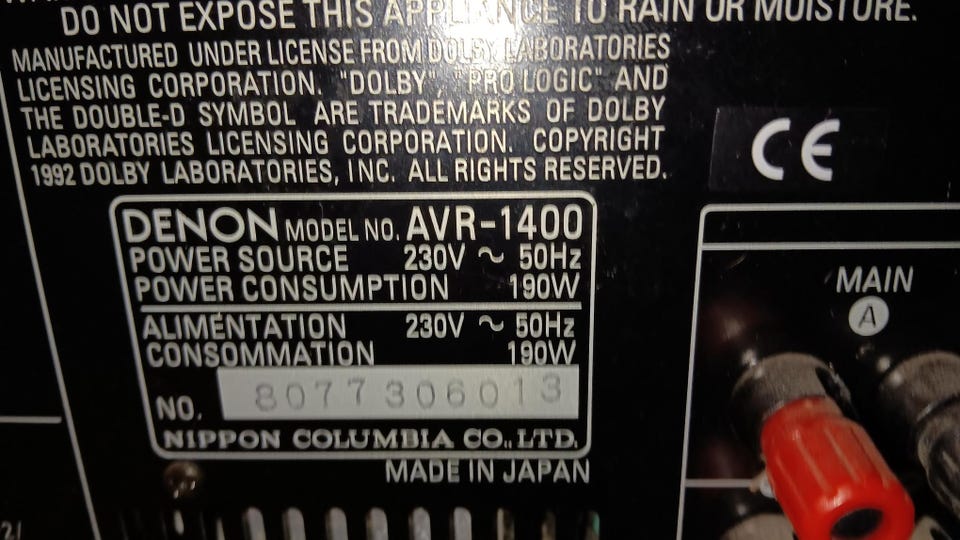 DO NOT EXPOSE THIS APPLIANCE TO RAIN OR MOISTURE.
MANUFACTURED UNDER LICENSE FROM DOLBY LABORATORIES
LICENSING CORPORATION. "DOLBY", "PRO LOGIC" AND
THE DOUBLE-D SYMBOL ARE TRADEMARKS OF DOLBY
LABORATORIES LICENSING CORPORATION. COPYRIGHT
1992 DOLBY LABORATORIES, INC. ALL RIGHTS RESERVED.
CE
DENON MODEL NO. AVR-1400
POWER SOURCE 230V ~ 50Hz
POWER CONSUMPTION 190W
ALIMENTATION 230V ~ 50Hz
CONSOMMATION 190W
NO. 8077306013
NIPPON COLUMBIA CO., LTD.
MADE IN JAPAN
MAIN
A